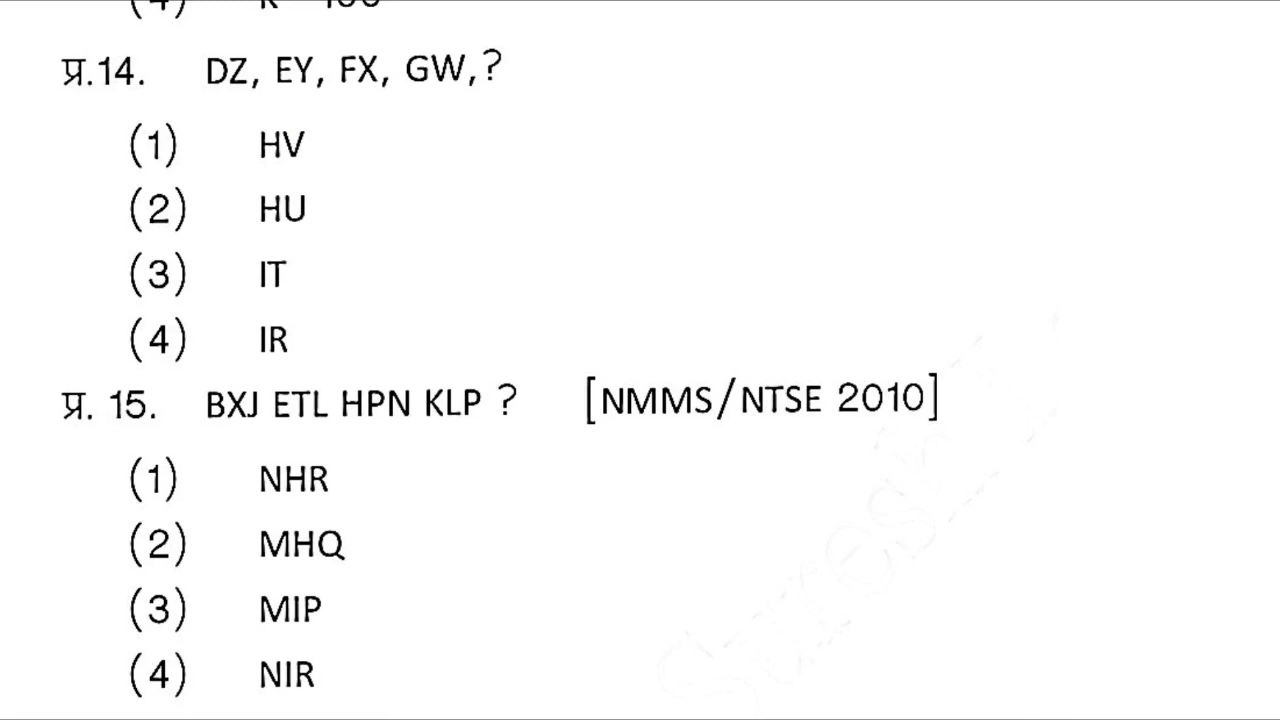 प्र.14. DZ, EY, FX, GW,?
(1) HV
(2) HU
(3) IT
(4) IR
प्र. 15. BXJ ETL HPN KLP ? [NMMS/NTSE 2010]
(1) NHR
(2) MHQ
(3) MIP
(4) NIR